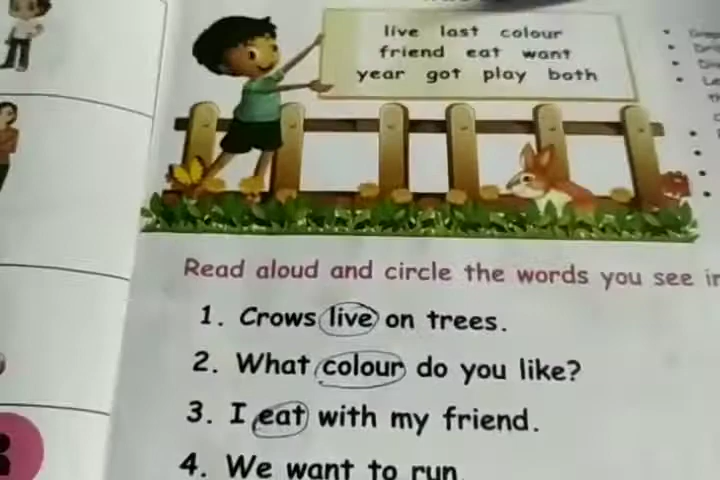 live last colour
friend eat want
year got play both
Read aloud and circle the words you see
1. Crows live on trees.
2. What colour do you like?
3. I eat with my friend.
4. We want to run